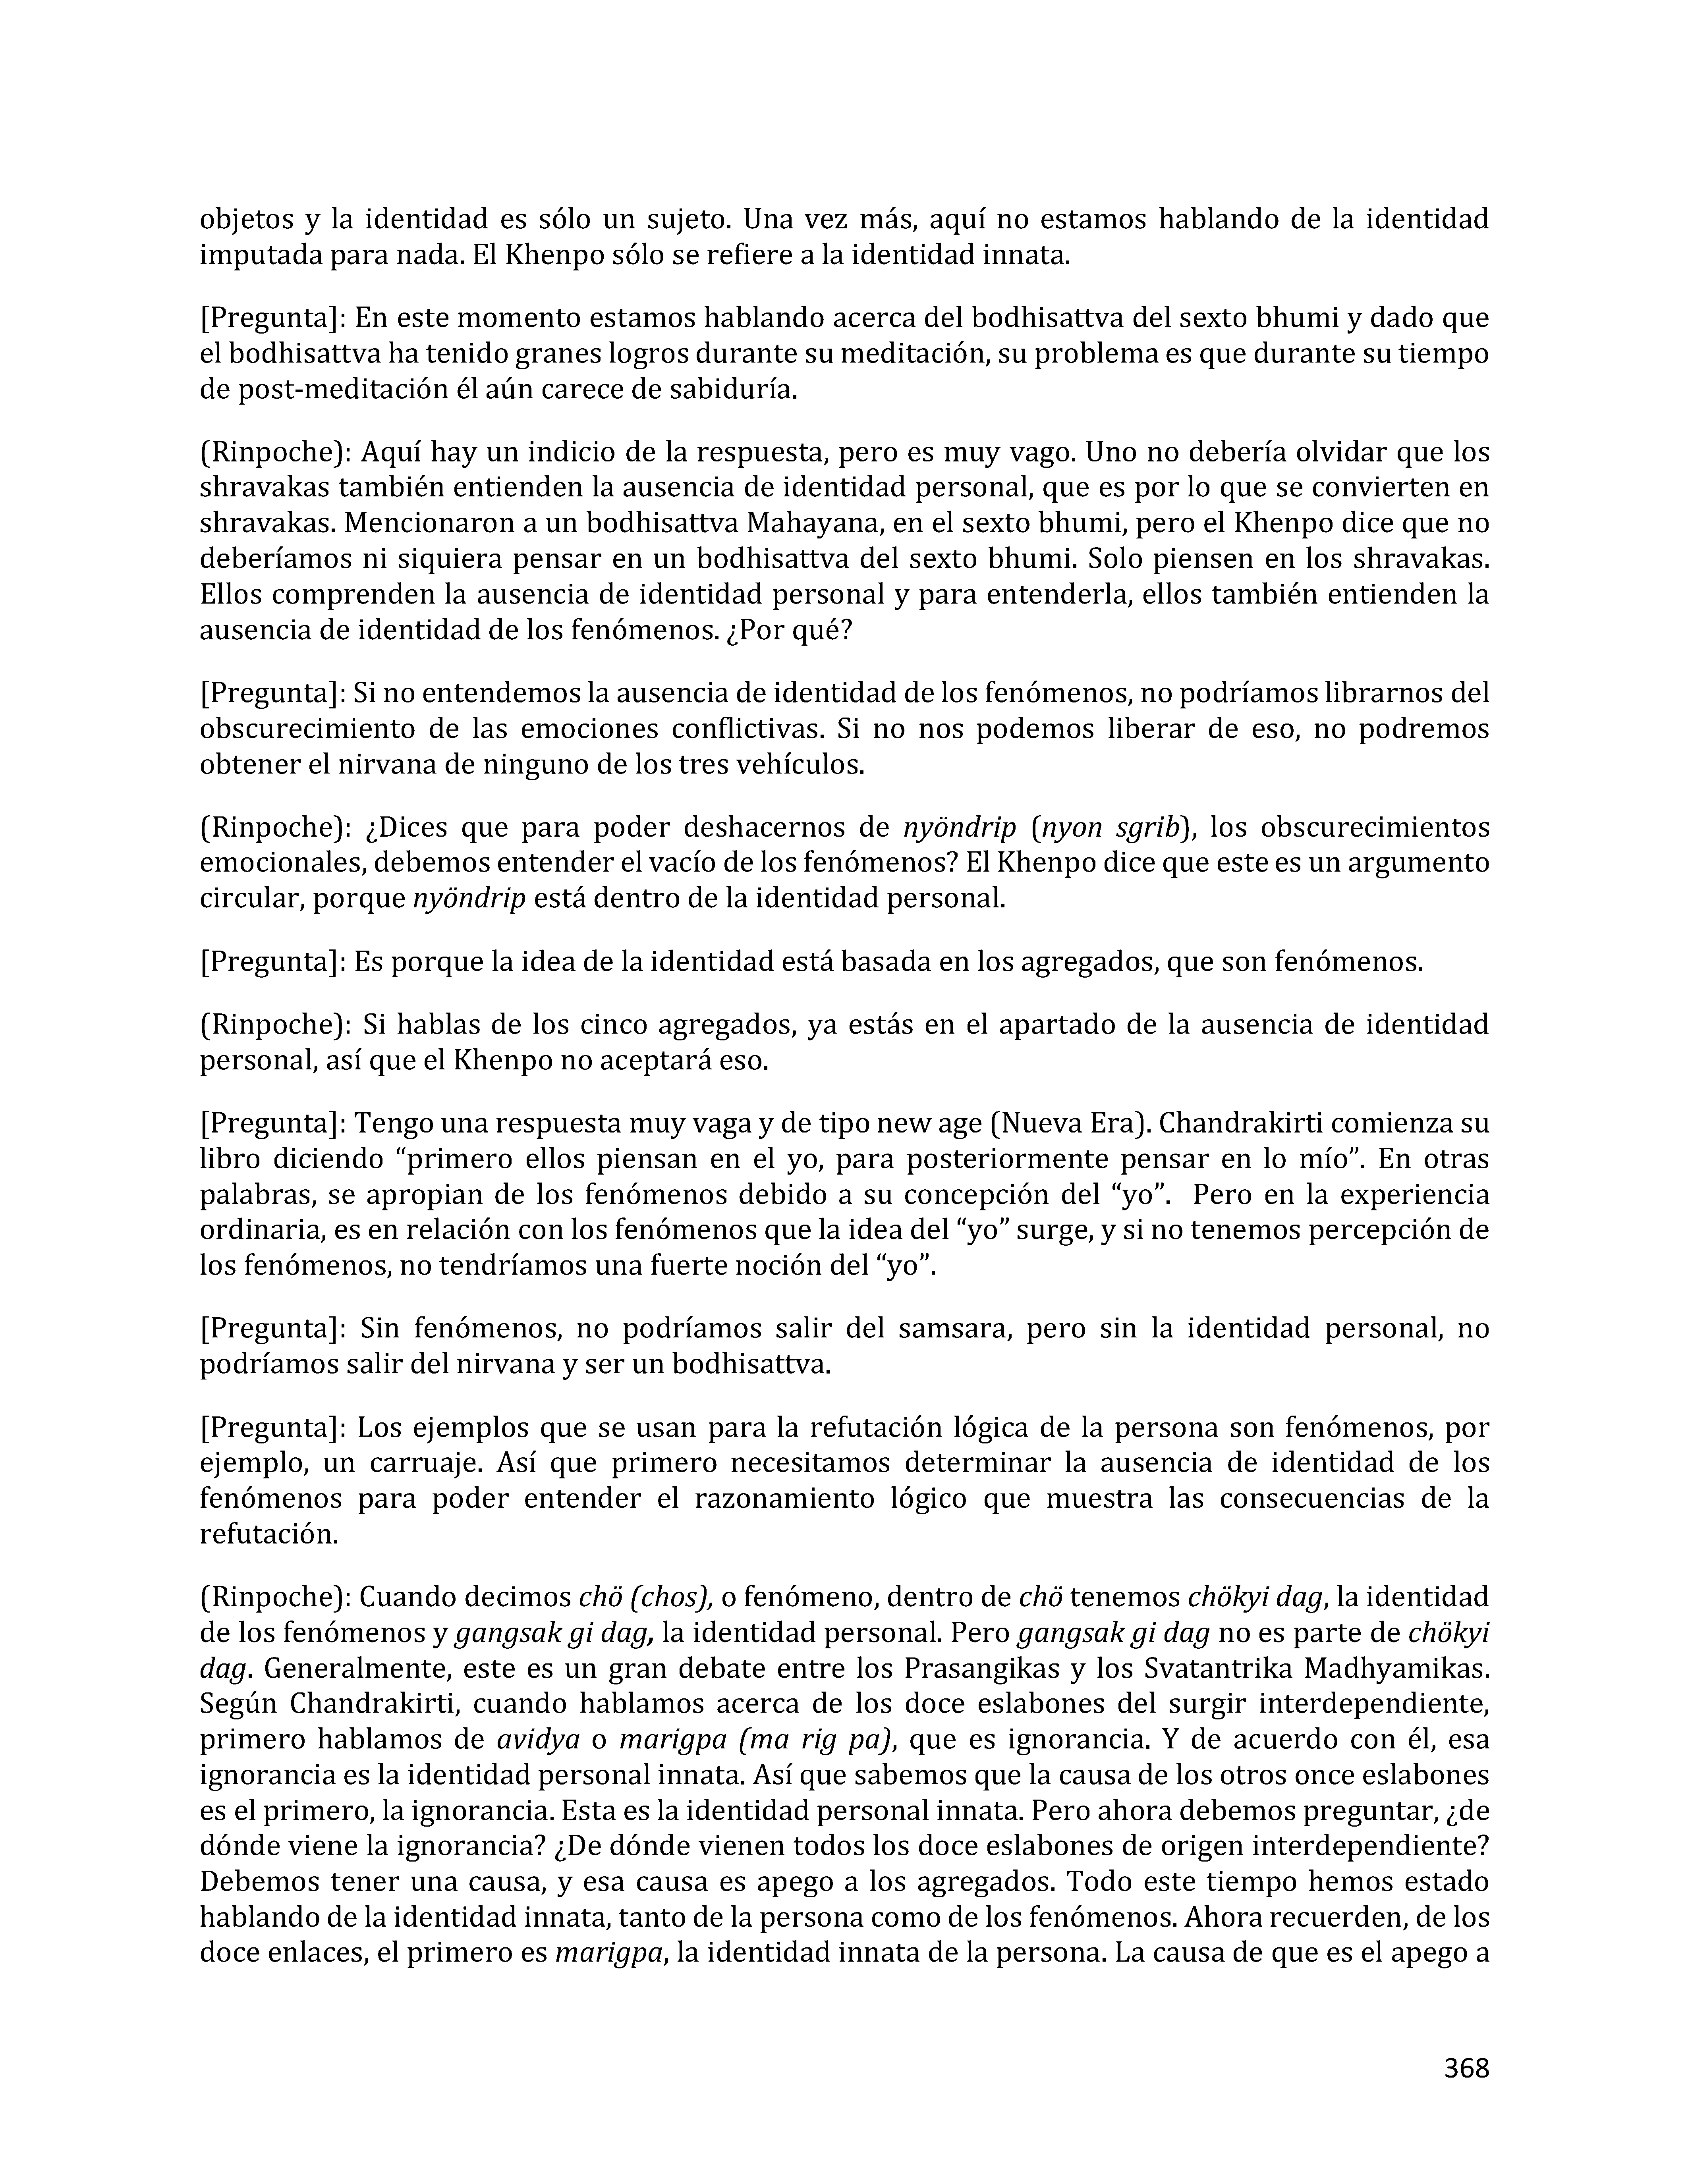 objetos y la identidad es sólo un sujeto. Una vez más, aquí no estamos hablando de la identidad
imputada para nada. El Khenpo sólo se refiere a la identidad innata.
[Pregunta]: En este momento estamos hablando acerca del bodhisattva del sexto bhumi y dado que
el bodhisattva ha tenido granes logros durante su meditación, su problema es que durante su tiempo
de post-meditación él aún carece de sabiduría.
(Rinpoche): Aquí hay un indicio de la respuesta, pero es muy vago. Uno no debería olvidar que los
shravakas también entienden la ausencia de identidad personal, que es por lo que se convierten en
shravakas. Mencionaron a un bodhisattva Mahayana, en el sexto bhumi, pero el Khenpo dice que no
deberíamos ni siquiera pensar en un bodhisattva del sexto bhumi. Solo piensen en los shravakas.
Ellos comprenden la ausencia de identidad personal y para entenderla, ellos también entienden la
ausencia de identidad de los fenómenos. ¿Por qué?
[Pregunta]: Si no entendemos la ausencia de identidad de los fenómenos, no podríamos librarnos del
obscurecimiento de las emociones conflictivas. Si no nos podemos liberar de eso, no podremos
obtener el nirvana de ninguno de los tres vehículos.
(Rinpoche): ¿Dices que para poder deshacernos de nyöndrip (nyon sgrib), los obscurecimientos
emocionales, debemos entender el vacío de los fenómenos? El Khenpo dice que este es un argumento
circular, porque nyöndrip está dentro de la identidad personal.
[Pregunta]: Es porque la idea de la identidad está basada en los agregados, que son fenómenos.
(Rinpoche): Si hablas de los cinco agregados, ya estás en el apartado de la ausencia de identidad
personal, así que el Khenpo no aceptará eso.
[Pregunta]: Tengo una respuesta muy vaga y de tipo new age (Nueva Era). Chandrakirti comienza su
libro diciendo “primero ellos piensan en el yo, para posteriormente pensar en lo mío”. En otras
palabras, se apropian de los fenómenos debido a su concepción del “yo”. Pero en la experiencia
ordinaria, es en relación con los fenómenos que la idea del “yo” surge, y si no tenemos percepción de
los fenómenos, no tendríamos una fuerte noción del “yo”.
[Pregunta]: Sin fenómenos, no podríamos salir del samsara, pero sin la identidad personal, no
podríamos salir del nirvana y ser un bodhisattva.
[Pregunta]: Los ejemplos que se usan para la refutación lógica de la persona son fenómenos, por
ejemplo, un carruaje. Así que primero necesitamos determinar la ausencia de identidad de los
fenómenos para poder entender el razonamiento lógico que muestra las consecuencias de la
refutación.
(Rinpoche): Cuando decimos chö (chos), o fenómeno, dentro de chö tenemos chökyi dag, la identidad
de los fenómenos y gangsak gi dag, la identidad personal. Pero gangsak gi dag no es parte de chökyi
dag. Generalmente, este es un gran debate entre los Prasangikas y los Svatantrika Madhyamikas.
Según Chandrakirti, cuando hablamos acerca de los doce eslabones del surgir interdependiente,
primero hablamos de avidya o marigpa (ma rig pa), que es ignorancia. Y de acuerdo con él, esa
ignorancia es la identidad personal innata. Así que sabemos que la causa de los otros once eslabones
es el primero, la ignorancia. Esta es la identidad personal innata. Pero ahora debemos preguntar, ¿de
dónde viene la ignorancia? ¿De dónde vienen todos los doce eslabones de origen interdependiente?
Debemos tener una causa, y esa causa es apego a los agregados. Todo este tiempo hemos estado
hablando de la identidad innata, tanto de la persona como de los fenómenos. Ahora recuerden, de los
doce enlaces, el primero es marigpa, la identidad innata de la persona. La causa de que es el apego a
368